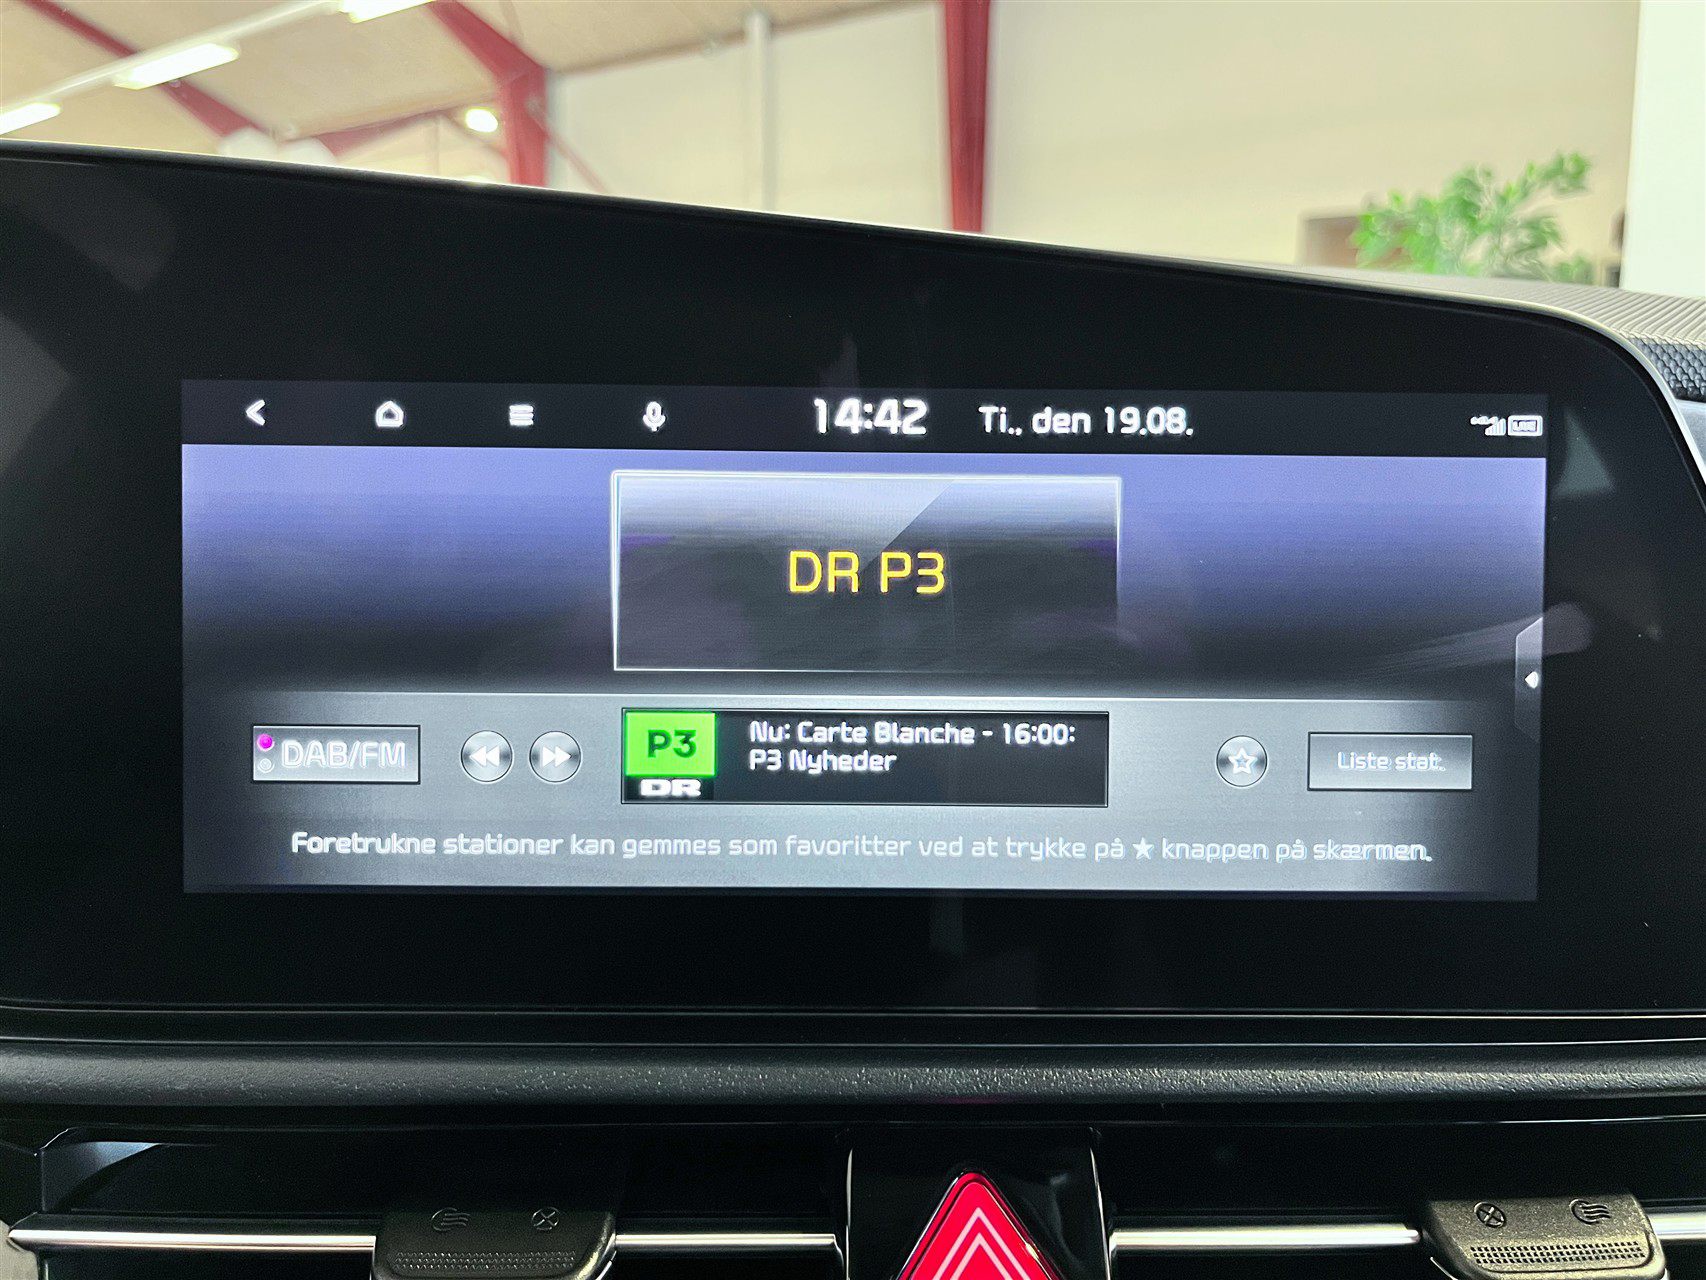 14:42 Ti., den 19.08.
DR P3
DAB/FM
P3
DR
Nu: Carte Blanche - 16:00:
P3 Nyheder
Liste stat.
Foretrukne stationer kan gemmes som favoritter ved at trykke på ★ knappen på skærmen.